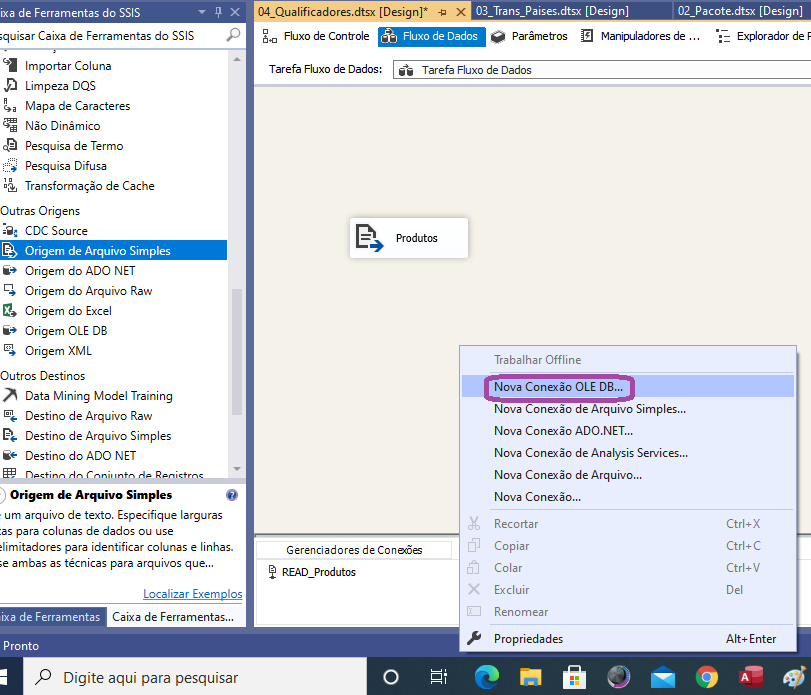 ixa de Ferramentas do SSIS
squisar Caixa de Ferramentas do SSIS
Importar Coluna
Limpeza DQS
Mapa de Caracteres
Não Dinâmico
Pesquisa de Termo
Pesquisa Difusa
Transformação de Cache
Outras Origens
CDC Source
Origem de Arquivo Simples
Origem do ADO NET
Origem do Arquivo Raw
Origem do Excel
Origem OLE DB
Origem XML
Outros Destinos
Data Mining Model Training
Destino do Arquivo Raw
Destino de Arquivo Simples
Destino do ADO NET
Destino do Conjunto de Registros
Origem de Arquivo Simples
um arquivo de texto. Especifique larguras
as para colunas de dados ou use
elimitadores para identificar colunas e linhas.
se ambas as técnicas para arquivos que...
Localizar Exemplos
ixa de Ferramentas
Caixa de Ferramentas...
04_Qualificadores.dtsx [Design]*
03_Trans_Paises.dtsx [Design]
02_Pacote.dtsx [Design]
Fluxo de Controle
Fluxo de Dados
Parâmetros
Manipuladores de ...
Explorador de
Tarefa Fluxo de Dados:
Tarefa Fluxo de Dados
Produtos
Gerenciadores de Conexões
READ_Produtos
Trabalhar Offline
Nova Conexão OLE DB...
Nova Conexão de Arquivo Simples...
Nova Conexão ADO.NET...
Nova Conexão de Analysis Services...
Nova Conexão de Arquivo...
Nova Conexão...
Recortar Ctrl+X
Copiar Ctrl+C
Colar Ctrl+V
Excluir Del
Renomear
Propriedades Alt+Enter
Pronto
Digite aqui para pesquisar